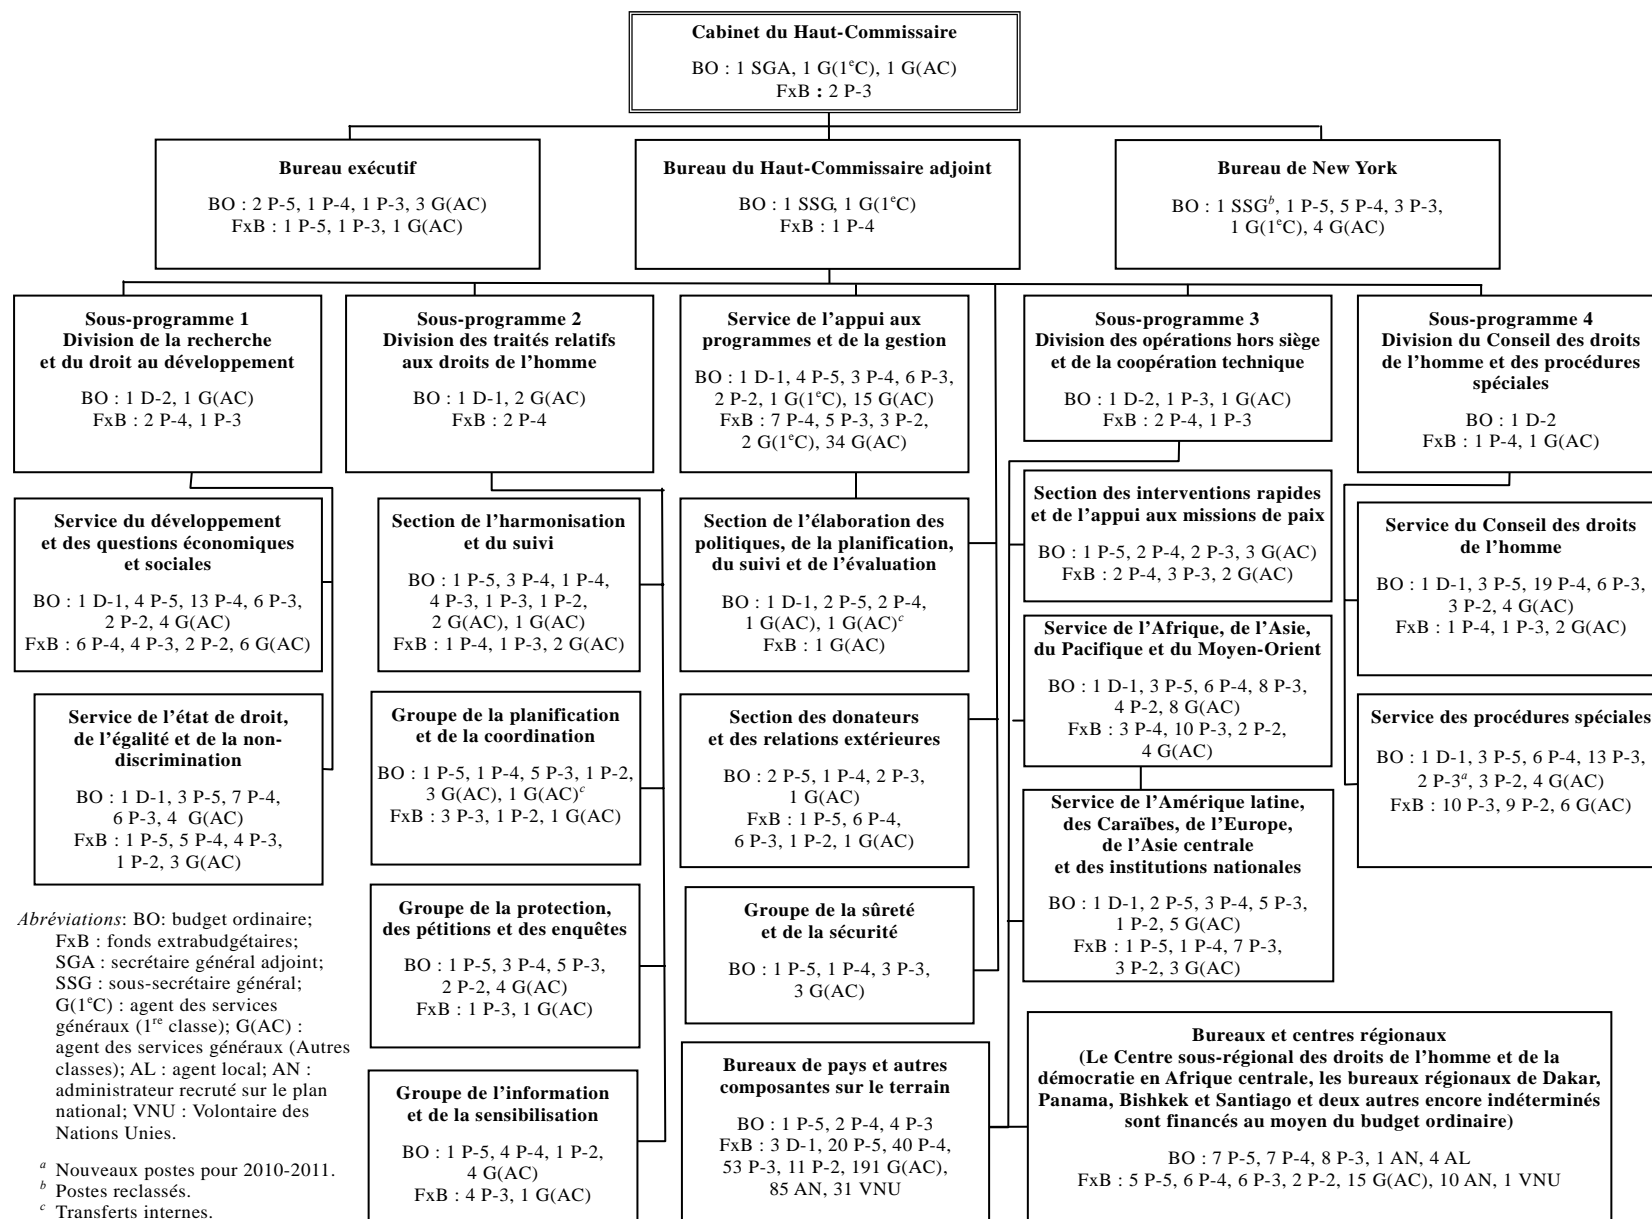 Cabinet du Haut-Commissaire
BO : 1 SGA, 1 G(1ᵉC), 1 G(AC)
FxB : 2 P-3
Bureau exécutif
BO : 2 P-5, 1 P-4, 1 P-3, 3 G(AC)
FxB : 1 P-5, 1 P-3, 1 G(AC)
Bureau du Haut-Commissaire adjoint
BO : 1 SSG, 1 G(1ᵉC)
FxB : 1 P-4
Bureau de New York
BO : 1 SSGᵇ, 1 P-5, 5 P-4, 3 P-3,
1 G(1ᵉC), 4 G(AC)
Sous-programme 1
Division de la recherche
et du droit au développement
BO : 1 D-2, 1 G(AC)
FxB : 2 P-4, 1 P-3
Sous-programme 2
Division des traités relatifs
aux droits de l'homme
BO : 1 D-1, 2 G(AC)
FxB : 2 P-4
Service de l'appui aux
programmes et de la gestion
BO : 1 D-1, 4 P-5, 3 P-4, 6 P-3,
2 P-2, 1 G(1ᵉC), 15 G(AC)
FxB : 7 P-4, 5 P-3, 3 P-2,
2 G(1ᵉC), 34 G(AC)
Sous-programme 3
Division des opérations hors siège
et de la coopération technique
BO : 1 D-2, 1 P-3, 1 G(AC)
FxB : 2 P-4, 1 P-3
Sous-programme 4
Division du Conseil des droits
de l'homme et des procédures
spéciales
BO : 1 D-2
FxB : 1 P-4, 1 G(AC)
Service du développement
et des questions économiques
et sociales
BO : 1 D-1, 4 P-5, 13 P-4, 6 P-3,
2 P-2, 4 G(AC)
FxB : 6 P-4, 4 P-3, 2 P-2, 6 G(AC)
Service de l'état de droit,
de l'égalité et de la non-
discrimination
BO : 1 D-1, 3 P-5, 7 P-4,
6 P-3, 4 G(AC)
FxB : 1 P-5, 5 P-4, 4 P-3,
1 P-2, 3 G(AC)
Section de l'harmonisation
et du suivi
BO : 1 P-5, 3 P-4, 1 P-4,
4 P-3, 1 P-3, 1 P-2,
2 G(AC), 1 G(AC)
FxB : 1 P-4, 1 P-3, 2 G(AC)
Groupe de la planification
et de la coordination
BO : 1 P-5, 1 P-4, 5 P-3, 1 P-2,
3 G(AC), 1 G(AC)ᶜ
FxB : 3 P-3, 1 P-2, 1 G(AC)
Groupe de la protection,
des pétitions et des enquêtes
BO : 1 P-5, 3 P-4, 5 P-3,
2 P-2, 4 G(AC)
FxB : 1 P-3, 1 G(AC)
Groupe de l'information
et de la sensibilisation
BO : 1 P-5, 4 P-4, 1 P-2,
4 G(AC)
FxB : 4 P-3, 1 G(AC)
Section de l'élaboration des
politiques, de la planification,
du suivi et de l'évaluation
BO : 1 D-1, 2 P-5, 2 P-4,
1 G(AC), 1 G(AC)ᶜ
FxB : 1 G(AC)
Section des donateurs
et des relations extérieures
BO : 2 P-5, 1 P-4, 2 P-3,
1 G(AC)
FxB : 1 P-5, 6 P-4,
6 P-3, 1 P-2, 1 G(AC)
Groupe de la sûreté
et de la sécurité
BO : 1 P-5, 1 P-4, 3 P-3,
3 G(AC)
Bureaux de pays et autres
composantes sur le terrain
BO : 1 P-5, 2 P-4, 4 P-3
FxB : 3 D-1, 20 P-5, 40 P-4,
53 P-3, 11 P-2, 191 G(AC),
85 AN, 31 VNU
Section des interventions rapides
et de l'appui aux missions de paix
BO : 1 P-5, 2 P-4, 2 P-3, 3 G(AC)
FxB : 2 P-4, 3 P-3, 2 G(AC)
Service de l'Afrique, de l'Asie,
du Pacifique et du Moyen-Orient
BO : 1 D-1, 3 P-5, 6 P-4, 8 P-3,
4 P-2, 8 G(AC)
FxB : 3 P-4, 10 P-3, 2 P-2,
4 G(AC)
Service de l'Amérique latine,
des Caraïbes, de l'Europe,
de l'Asie centrale
et des institutions nationales
BO : 1 D-1, 2 P-5, 3 P-4, 5 P-3,
1 P-2, 5 G(AC)
FxB : 1 P-5, 1 P-4, 7 P-3,
3 P-2, 3 G(AC)
Bureaux et centres régionaux
(Le Centre sous-régional des droits de l'homme et de la
démocratie en Afrique centrale, les bureaux régionaux de Dakar,
Panama, Bishkek et Santiago et deux autres encore indéterminés
sont financés au moyen du budget ordinaire)
BO : 7 P-5, 7 P-4, 8 P-3, 1 AN, 4 AL
FxB : 5 P-5, 6 P-4, 6 P-3, 2 P-2, 15 G(AC), 10 AN, 1 VNU
Service du Conseil des droits
de l'homme
BO : 1 D-1, 3 P-5, 19 P-4, 6 P-3,
3 P-2, 4 G(AC)
FxB : 1 P-4, 1 P-3, 2 G(AC)
Service des procédures spéciales
BO : 1 D-1, 3 P-5, 6 P-4, 13 P-3,
2 P-3ᵃ, 3 P-2, 4 G(AC)
FxB : 10 P-3, 9 P-2, 6 G(AC)
Abréviations: BO: budget ordinaire;
FxB : fonds extrabudgétaires;
SGA : secrétaire général adjoint;
SSG : sous-secrétaire général;
G(1ᵉC) : agent des services
généraux (1ʳᵉ classe); G(AC) :
agent des services généraux (Autres
classes); AL : agent local; AN :
administrateur recruté sur le plan
national; VNU : Volontaire des
Nations Unies.
ᵃ Nouveaux postes pour 2010-2011.
ᵇ Postes reclassés.
ᶜ Transferts internes.